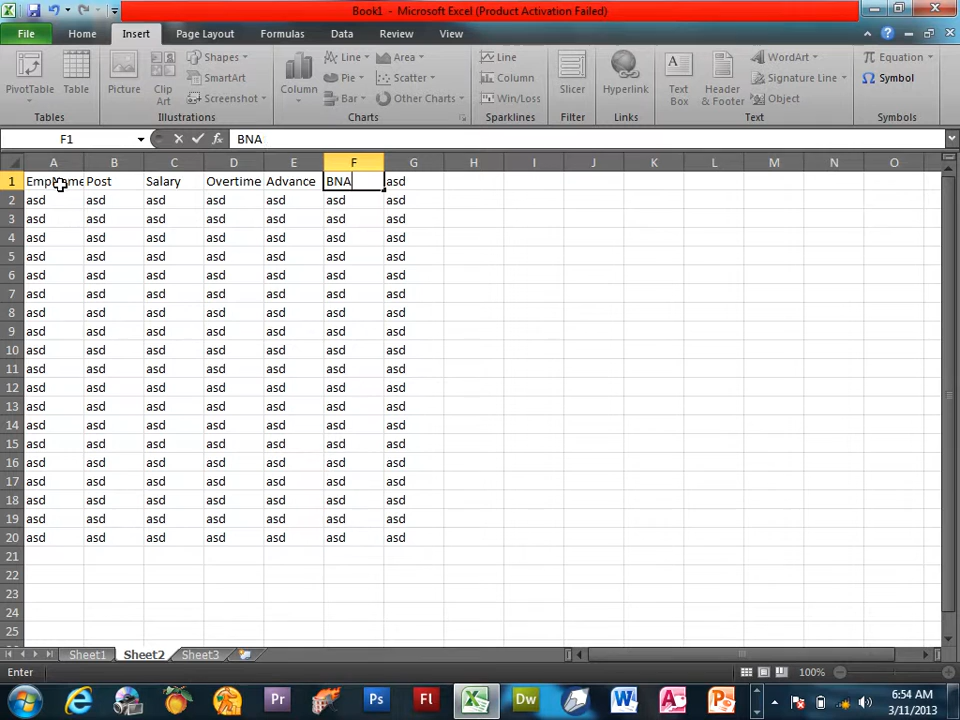 Book1 - Microsoft Excel (Product Activation Failed)
File Home Insert Page Layout Formulas Data Review View
PivotTable Table Picture Clip Art Shapes SmartArt Screenshot Column Line Pie Bar Area Scatter Other Charts Line Column Win/Loss Slicer Hyperlink Text Box Header & Footer WordArt Signature Line Object Equation Symbol
Tables Illustrations Charts Sparklines Filter Links Text Symbols
F1 fx BNA
A B C D E F G H I J K L M N O
1 Post Salary Overtime Advance BNA asd
2 asd asd asd asd asd asd asd
3 asd asd asd asd asd asd asd
4 asd asd asd asd asd asd asd
5 asd asd asd asd asd asd asd
6 asd asd asd asd asd asd asd
7 asd asd asd asd asd asd asd
8 asd asd asd asd asd asd asd
9 asd asd asd asd asd asd asd
10 asd asd asd asd asd asd asd
11 asd asd asd asd asd asd asd
12 asd asd asd asd asd asd asd
13 asd asd asd asd asd asd asd
14 asd asd asd asd asd asd asd
15 asd asd asd asd asd asd asd
16 asd asd asd asd asd asd asd
17 asd asd asd asd asd asd asd
18 asd asd asd asd asd asd asd
19 asd asd asd asd asd asd asd
20 asd asd asd asd asd asd asd
21
22
23
24
25
Sheet1 Sheet2 Sheet3
Enter 100%
Pr Ps Fl Dw 6:54 AM
3/11/2013